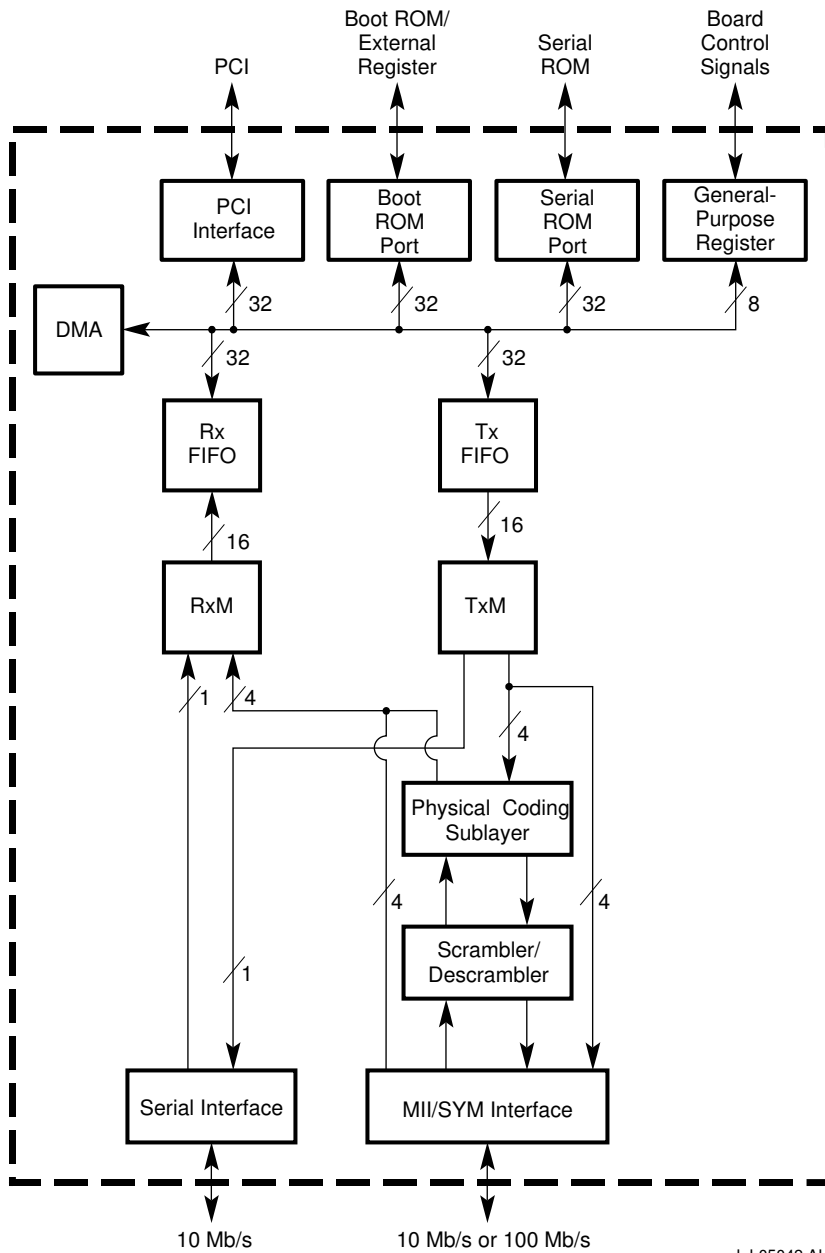 PCI
Boot ROM/
External
Register
Serial
ROM
Board
Control
Signals
PCI
Interface
Boot
ROM
Port
Serial
ROM
Port
General-
Purpose
Register
32
32
32
8
DMA
32
32
Rx
FIFO
Tx
FIFO
16
16
RxM
TxM
1
4
4
Physical Coding
Sublayer
4
4
Scrambler/
Descrambler
1
Serial Interface
MII/SYM Interface
10 Mb/s
10 Mb/s or 100 Mb/s